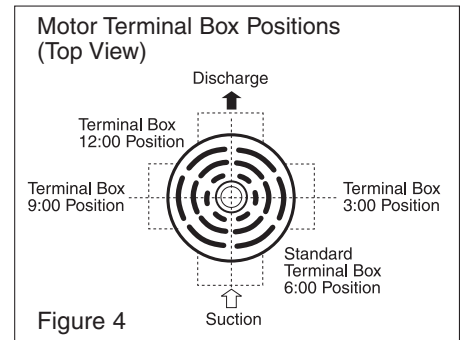 Motor Terminal Box Positions
(Top View)
Discharge
Terminal Box
12:00 Position
Terminal Box
9:00 Position
Terminal Box
3:00 Position
Standard
Terminal Box
6:00 Position
Suction
Figure 4